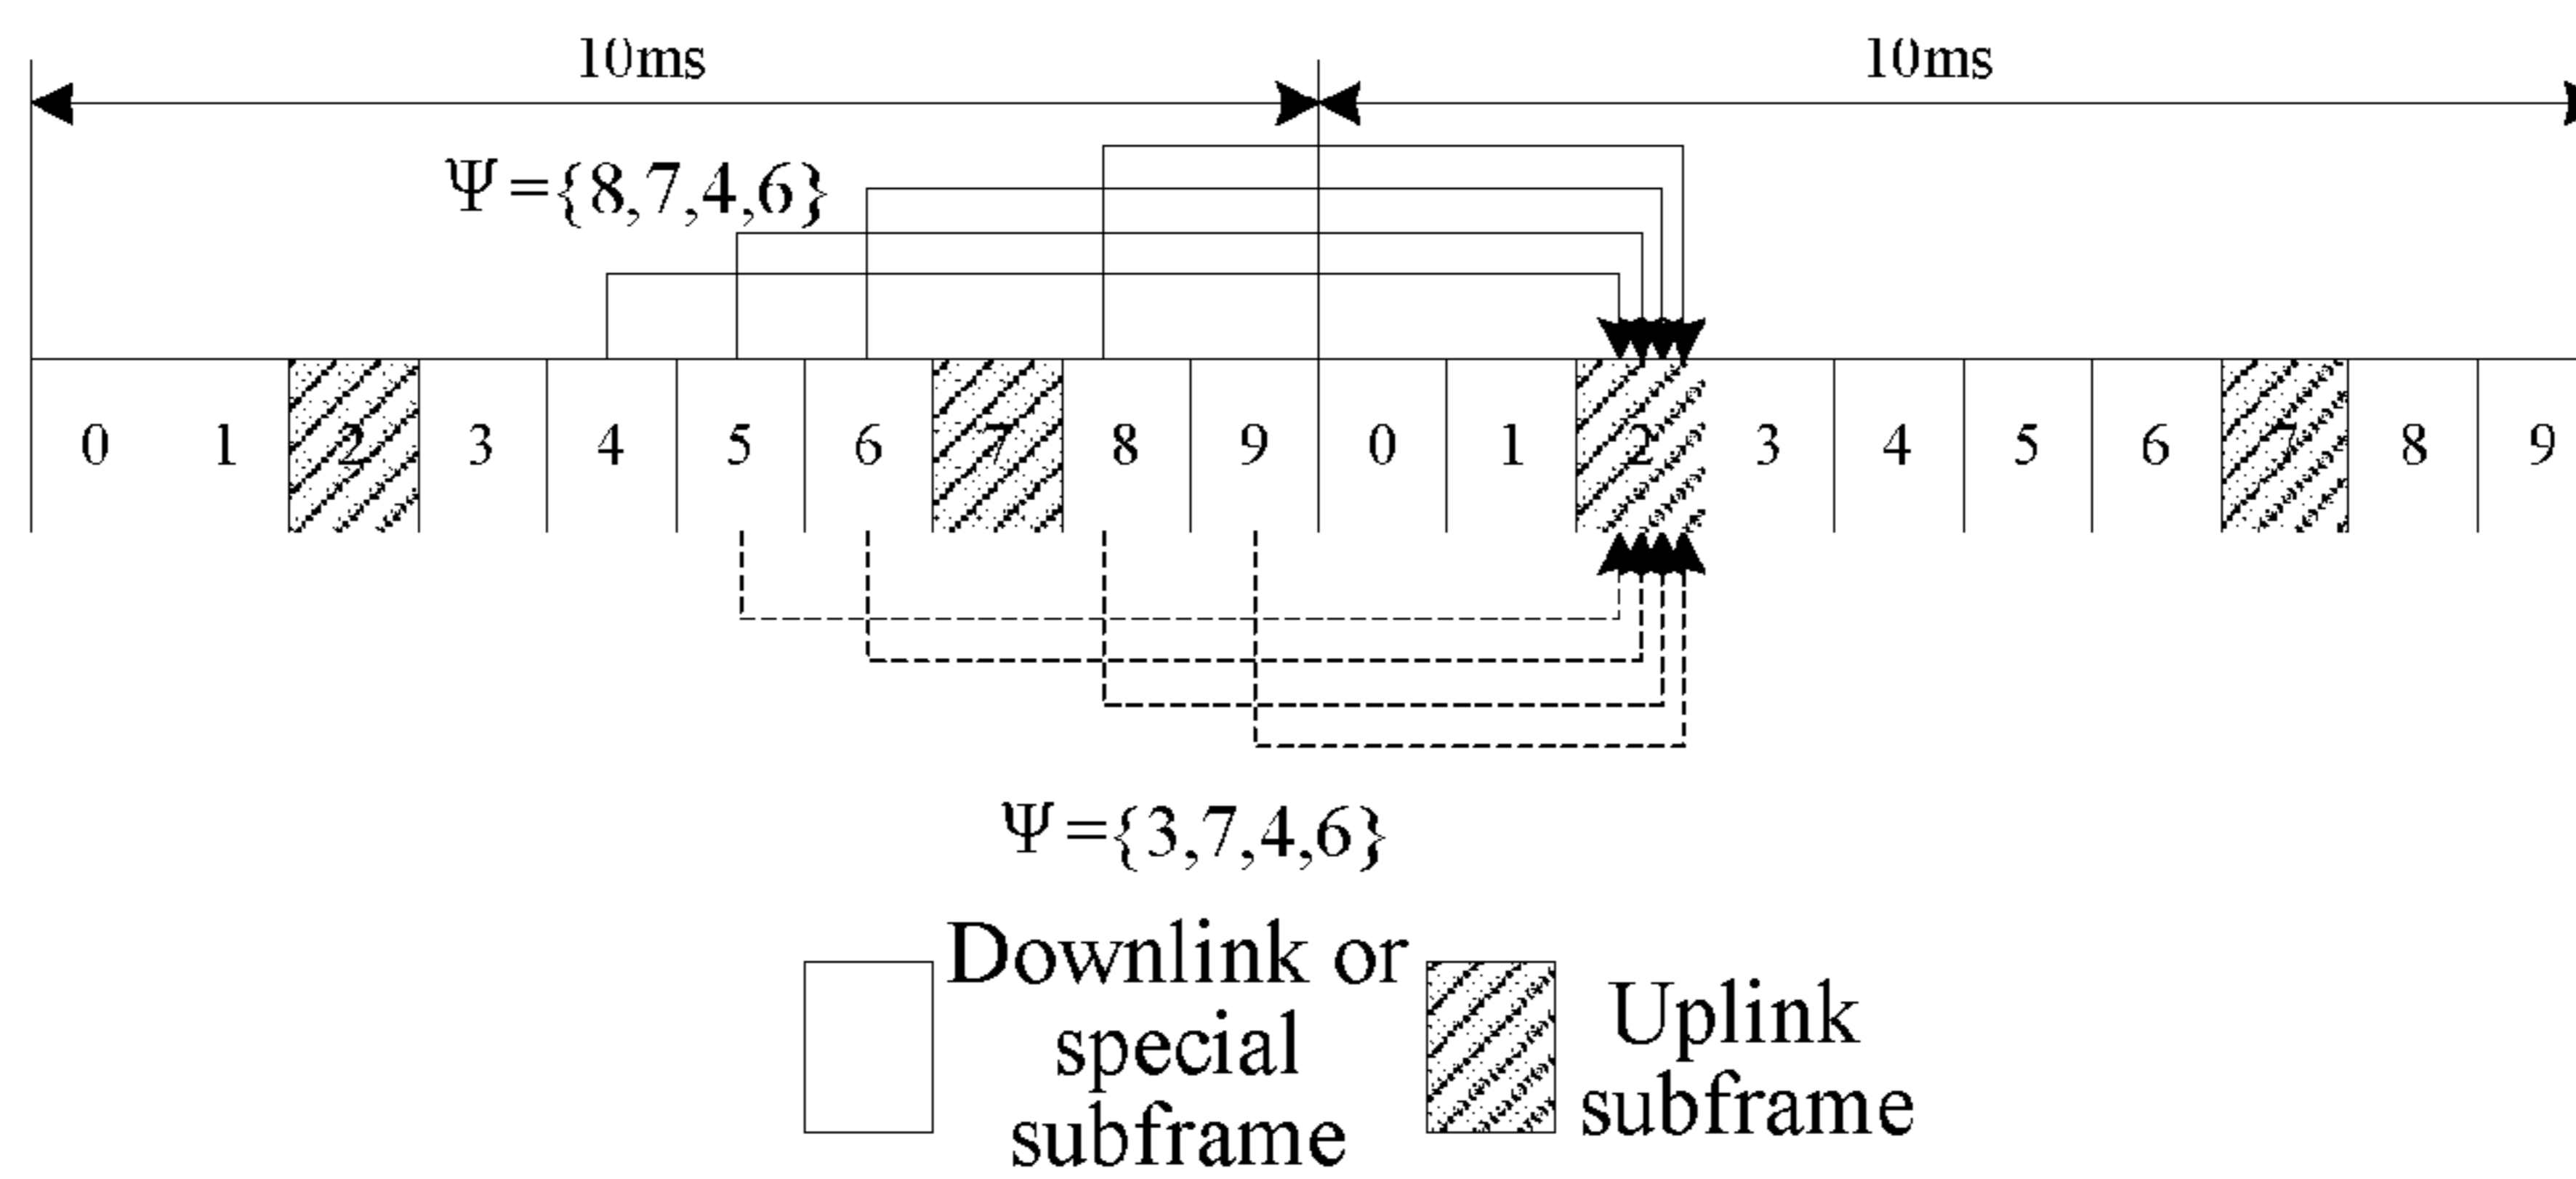 10ms 10ms
Ψ={8,7,4,6}
0 1 2 3 4 5 6 7 8 9 0 1 2 3 4 5 6 7 8 9
Ψ={3,7,4,6}
Downlink or
special
subframe
Uplink
subframe